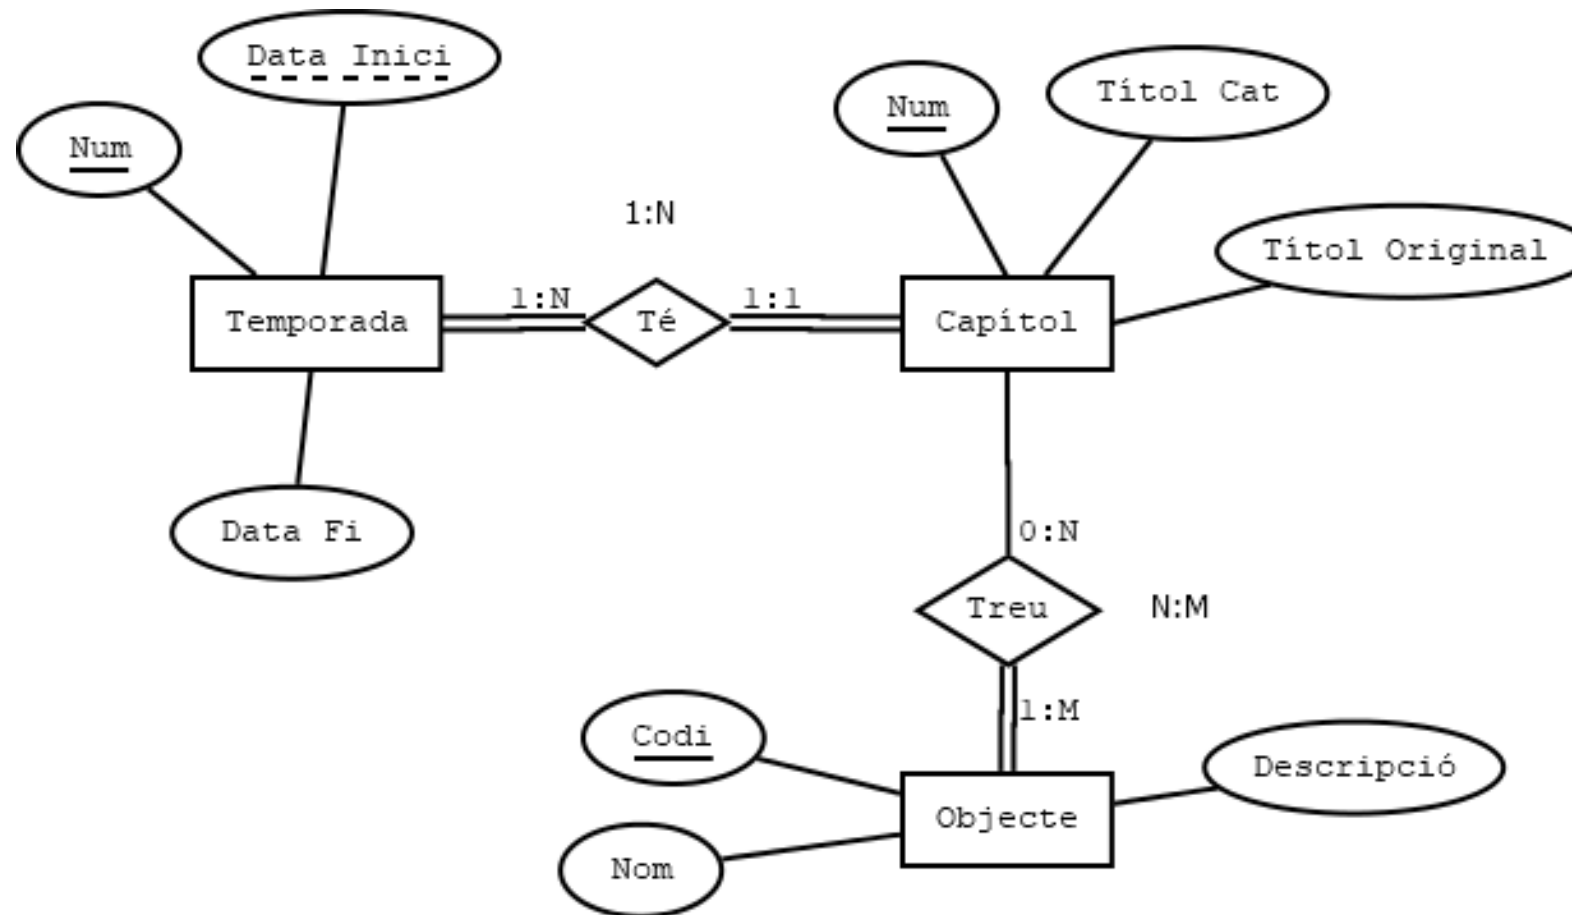 Data Inici
Num
Títol Cat
Num
1:N
Títol Original
1:N
1:1
Temporada
Té
Capítol
Data Fi
0:N
Treu
N:M
1:M
Codi
Descripció
Objecte
Nom